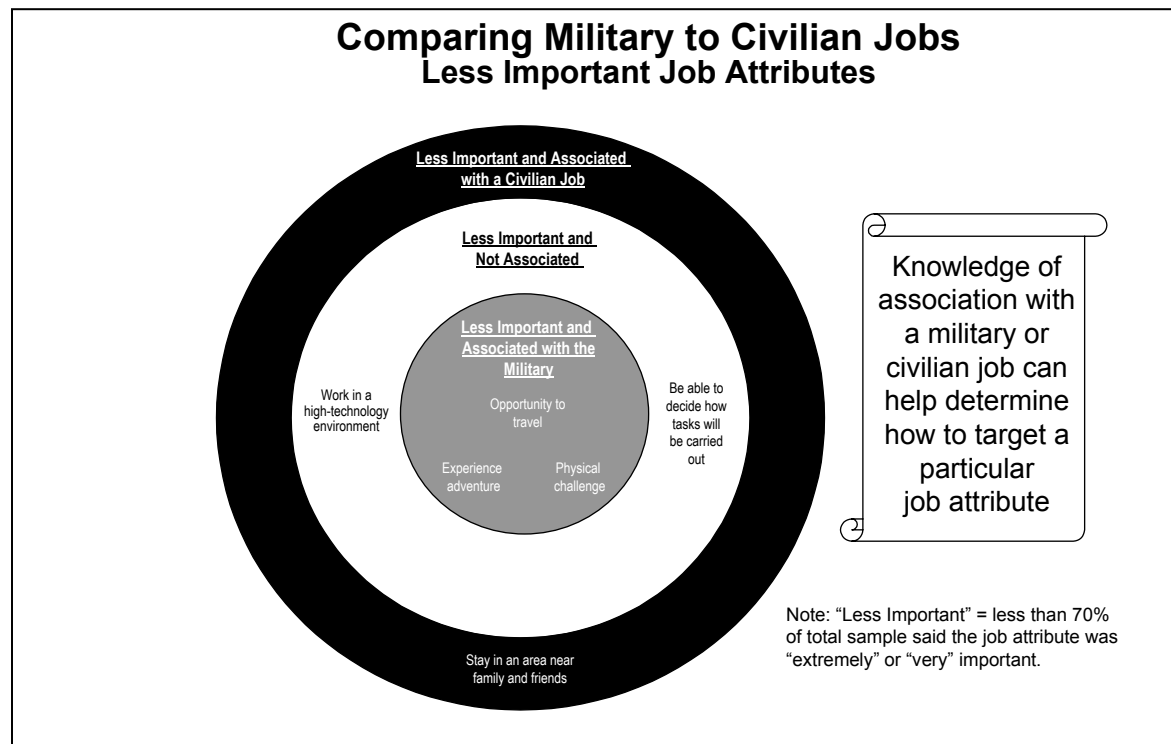 Comparing Military to Civilian Jobs
Less Important Job Attributes
Less Important and Associated
with a Civilian Job
Less Important and
Not Associated
Less Important and
Associated with the
Military
Opportunity to
travel
Experience
adventure
Physical
challenge
Work in a
high-technology
environment
Be able to
decide how
tasks will
be carried
out
Stay in an area near
family and friends
Knowledge of
association with
a military or
civilian job can
help determine
how to target a
particular
job attribute
Note: “Less Important” = less than 70%
of total sample said the job attribute was
“extremely” or “very” important.